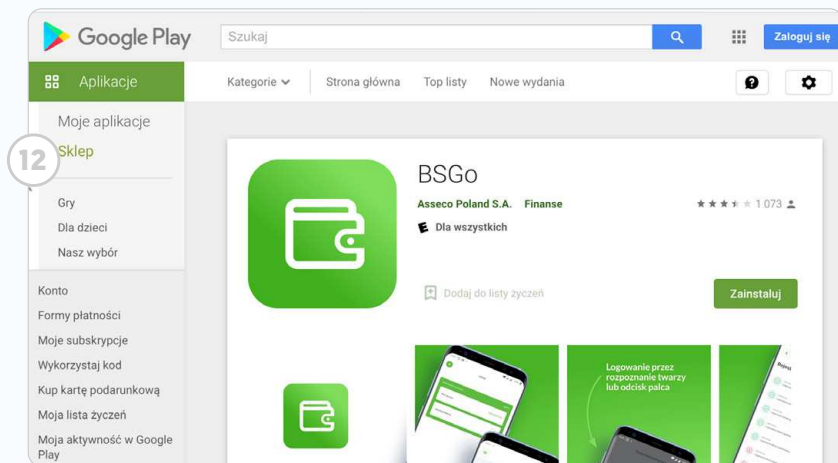 Google Play
Szukaj
Zaloguj się
Aplikacje
Kategorie
Strona główna
Top listy
Nowe wydania
Moje aplikacje
12
Sklep
Gry
Dla dzieci
Nasz wybór
Konto
Formy płatności
Moje subskrypcje
Wykorzystaj kod
Kup kartę podarunkową
Moja lista życzeń
Moja aktywność w Google
Play
BSGo
Asseco Poland S.A. Finanse
1 073
E Dla wszystkich
Dodaj do listy życzeń
Zainstaluj
Logowanie przez
rozpoznanie twarzy
lub odcisk palca